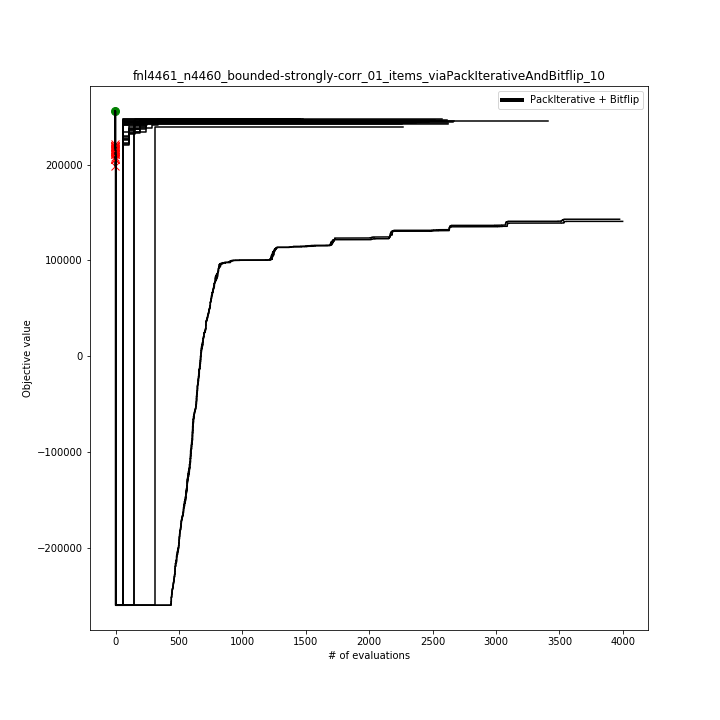 fnl4461_n4460_bounded-strongly-corr_01_items_viaPackIterativeAndBitflip_10
PackIterative + Bitflip
200000
100000
0
−100000
−200000
Objective value
0 500 1000 1500 2000 2500 3000 3500 4000
# of evaluations